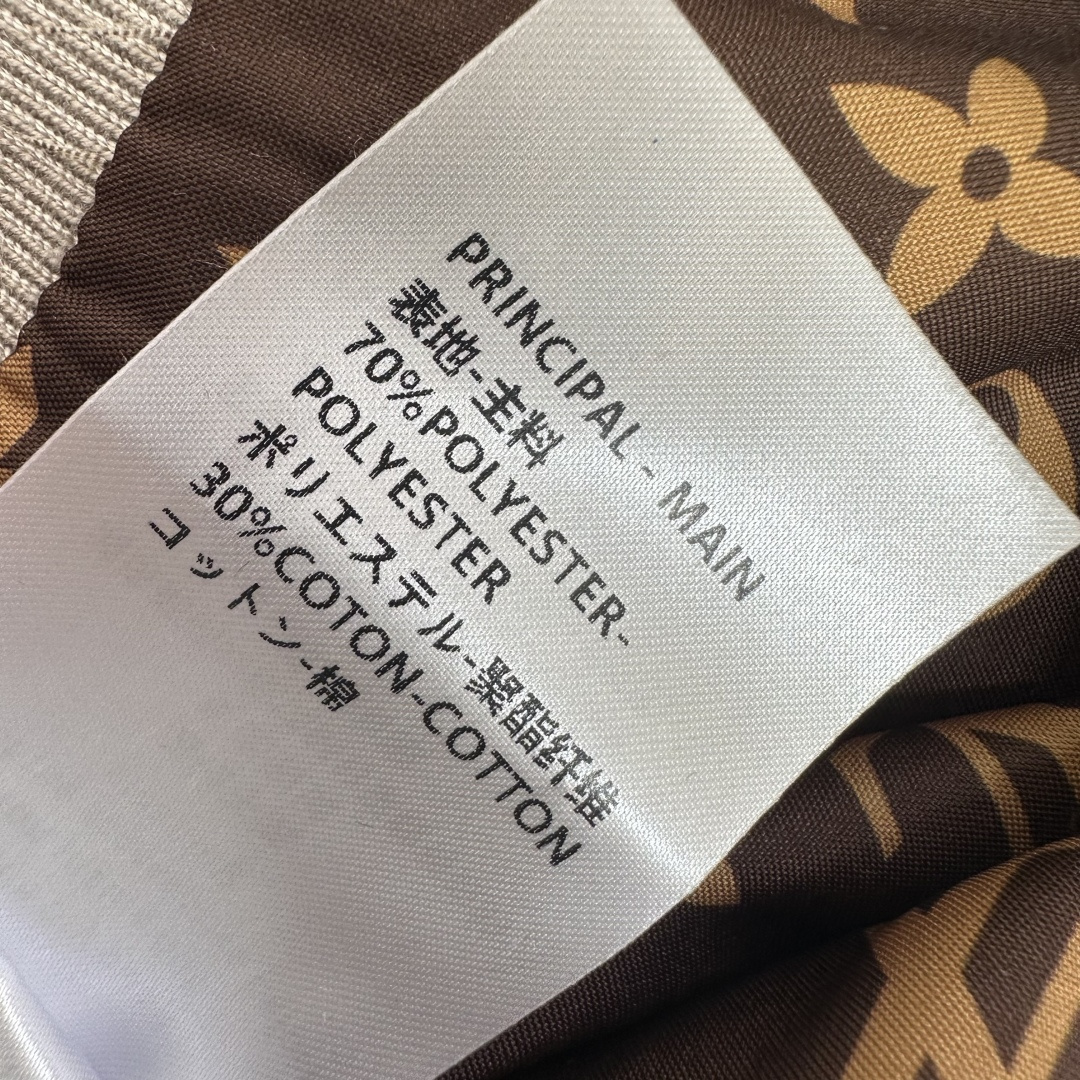 PRINCIPAL - MAIN
表地-主料
70%POLYESTER-
POLYESTER
ポリエステル-聚酯纤维
30%COTON-COTTON
コットン-棉